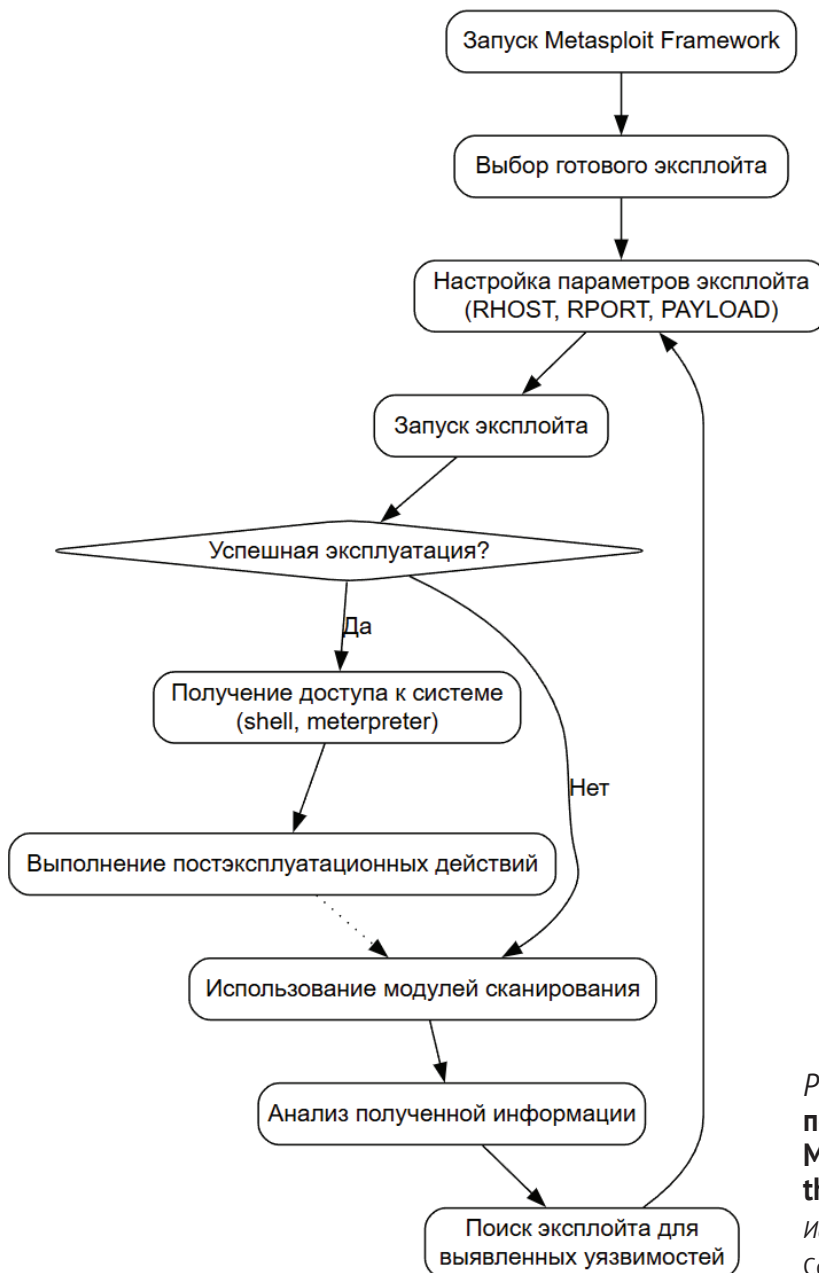 Запуск Metasploit Framework
Выбор готового эксплойта
Настройка параметров эксплойта
(RHOST, RPORT, PAYLOAD)
Запуск эксплойта
Успешная эксплуатация?
Да
Получение доступа к системе
(shell, meterpreter)
Нет
Выполнение постэксплуатационных действий
Использование модулей сканирования
Анализ полученной информации
Поиск эксплойта для
выявленных уязвимостей